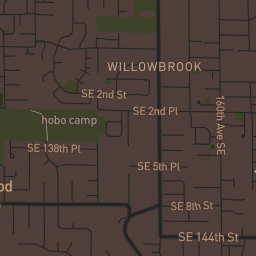 WILLOWBROOK
SE 2nd St
SE 2nd Pl
160th Ave SE
hobo camp
SE 138th Pl
SE 5th Pl
od
SE 8th St
SE 144th St